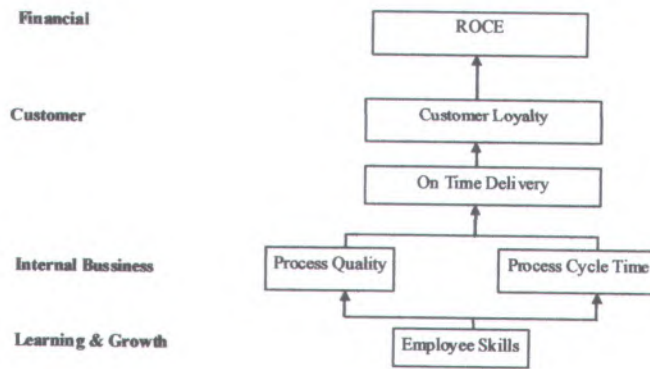 Financial
ROCE
Customer
Customer Loyalty
On Time Delivery
Internal Bussiness
Process Quality
Process Cycle Time
Learning & Growth
Employee Skills